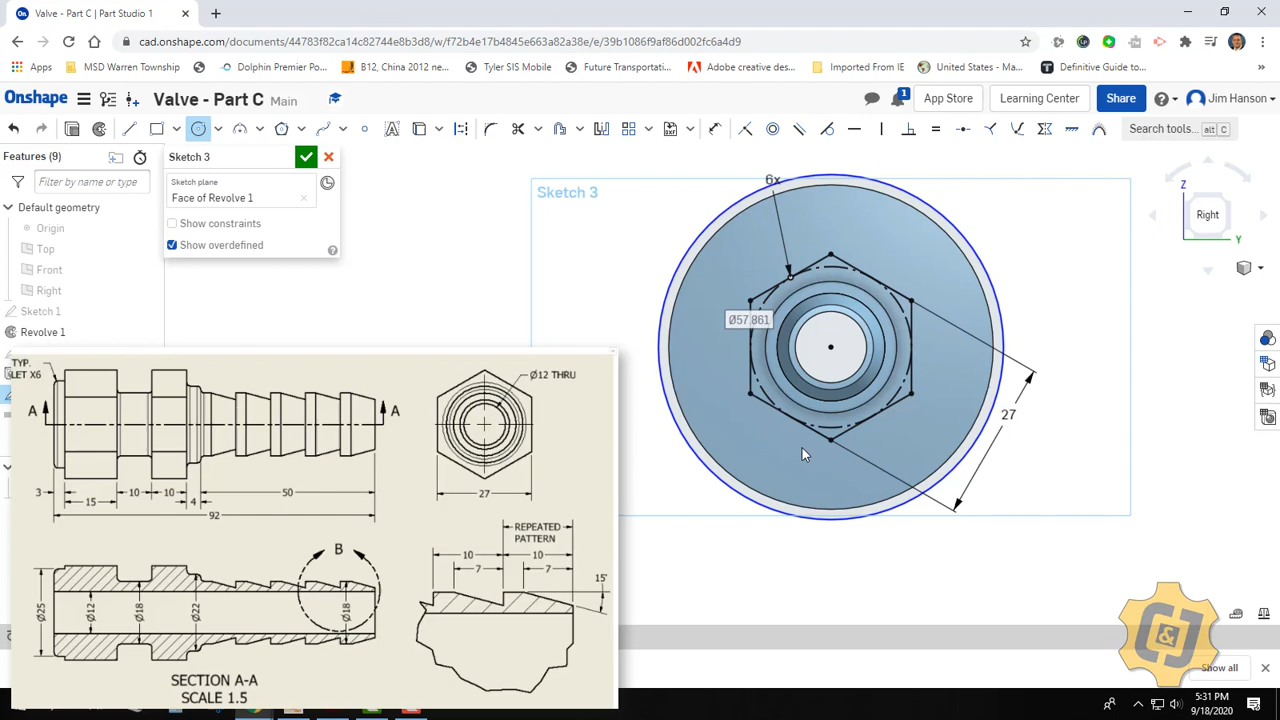 Valve - Part C | Part Studio 1
cad.onshape.com/documents/44783f82ca14c82744e8b3d8/w/f72b4e17b4845363a82a38e/e/39b1086f9af86d002fc6a4d9
Apps
MSD Warren Township
Dolphin Premier Po...
B12, China 2012 ne...
Tyler SIS Mobile
Future Transportati...
Adobe creative des...
Imported From IE
United States - Ma...
Definitive Guide to...
Onshape
Valve - Part C
Main
App Store
Learning Center
Share
Jim Hanson
Search tools...
alt
C
Features (9)
Filter by name or type
Default geometry
Origin
Top
Front
Right
Sketch 1
Revolve 1
Sketch 3
Sketch plane
Face of Revolve 1
Show constraints
Show overdefined
Sketch 3
6x
Ø57.861
27
Z
Right
Y
TYP.
LET X6
A
A
3
15
10
10
4
50
92
Ø12 THRU
27
B
Ø25
Ø12
Ø18
Ø22
Ø18
SECTION A-A
SCALE 1.5
REPEATED
PATTERN
10
10
7
7
15°
J&
Show all
5:31 PM
9/18/2020